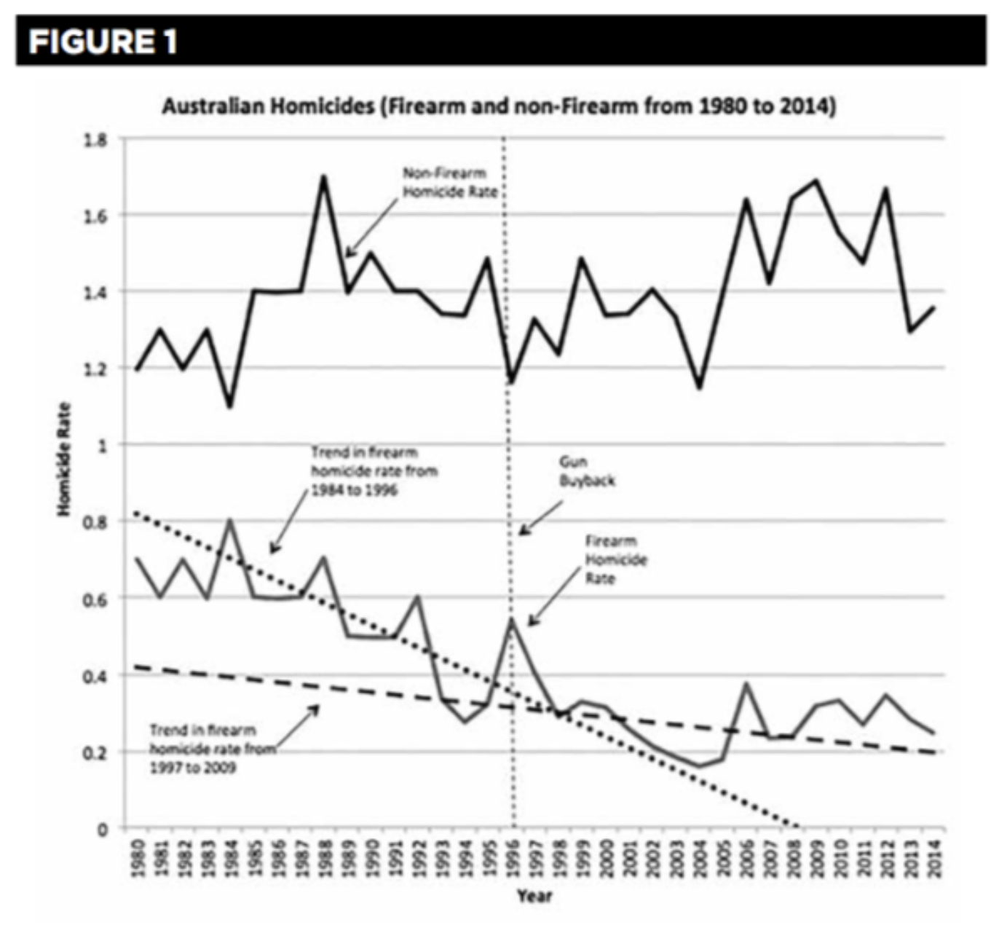 FIGURE 1
Australian Homicides (Firearm and non-Firearm from 1980 to 2014)
1.8
1.6
1.4
1.2
1
0.8
0.6
0.4
0.2
0
Homicide Rate
Non-Firearm
Homicide Rate
Trend in firearm
homicide rate from
1984 to 1996
Gun
Buyback
Firearm
Homicide
Rate
Trend in firearm
homicide rate from
1997 to 2009
1980
1981
1982
1983
1984
1985
1986
1987
1988
1989
1990
1991
1992
1993
1994
1995
1996
1997
1998
1999
2000
2001
2002
2003
2004
2005
2006
2007
2008
2009
2010
2011
2012
2013
2014
Year